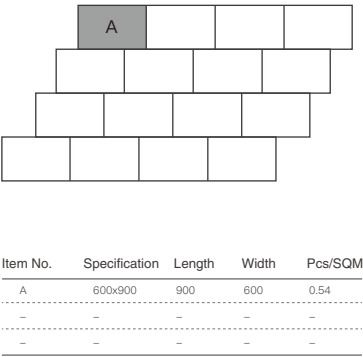 A
Item No. Specification Length Width Pcs/SQM
A 600x900 900 600 0.54
– – – – –
– – – – –